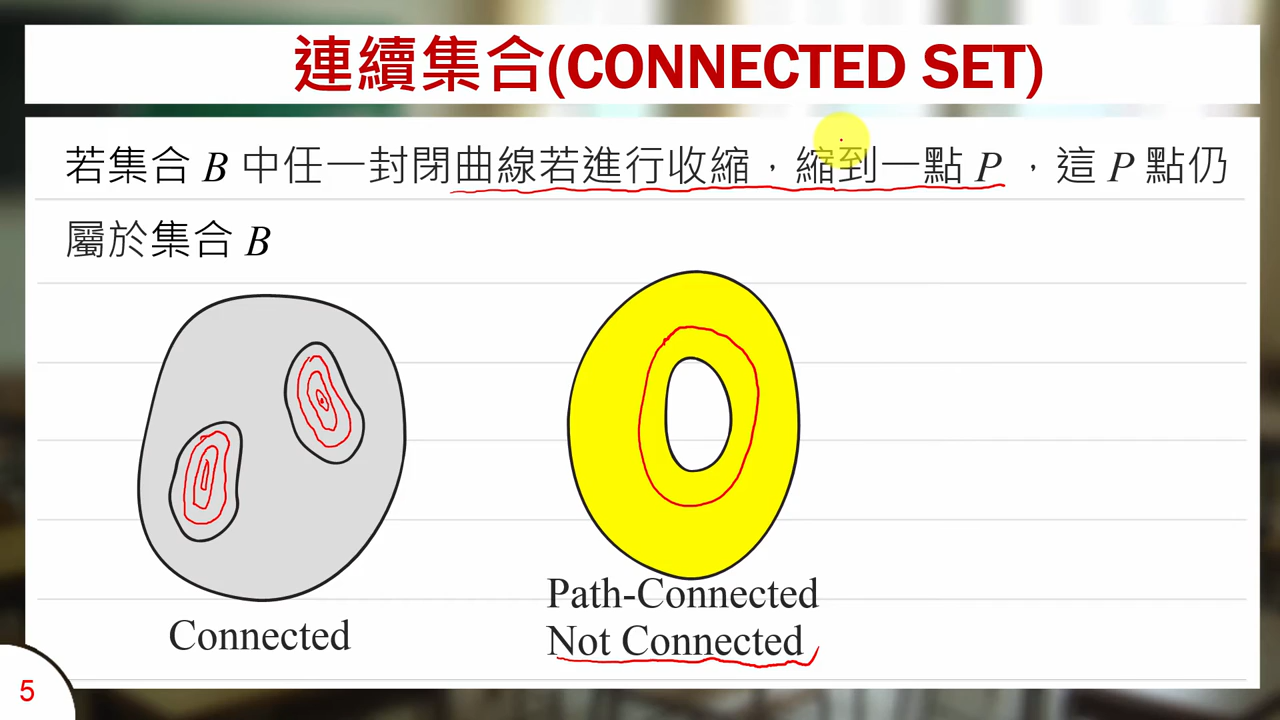 連續集合(CONNECTED SET)
若集合 B 中任一封閉曲線若進行收縮，縮到一點 P ，這 P 點仍
屬於集合 B
Connected
Path-Connected
Not Connected
5